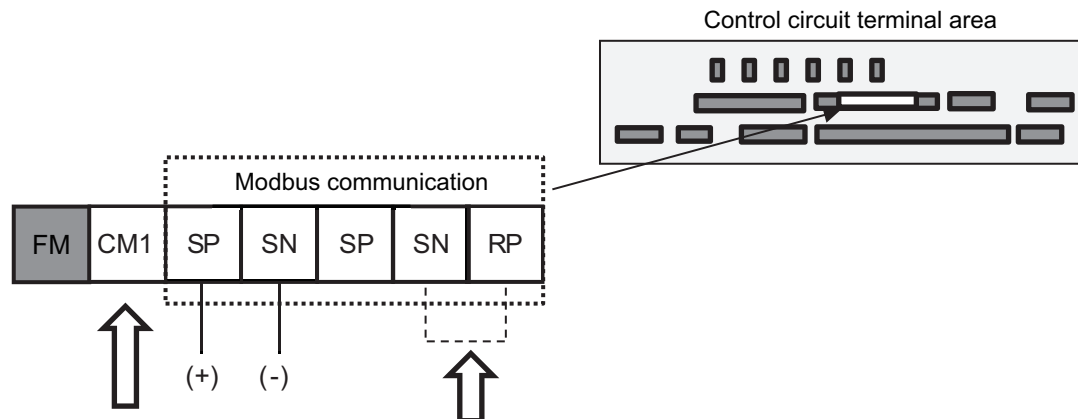 Control circuit terminal area
Modbus communication
FM CM1 SP SN SP SN RP
(+) (-)